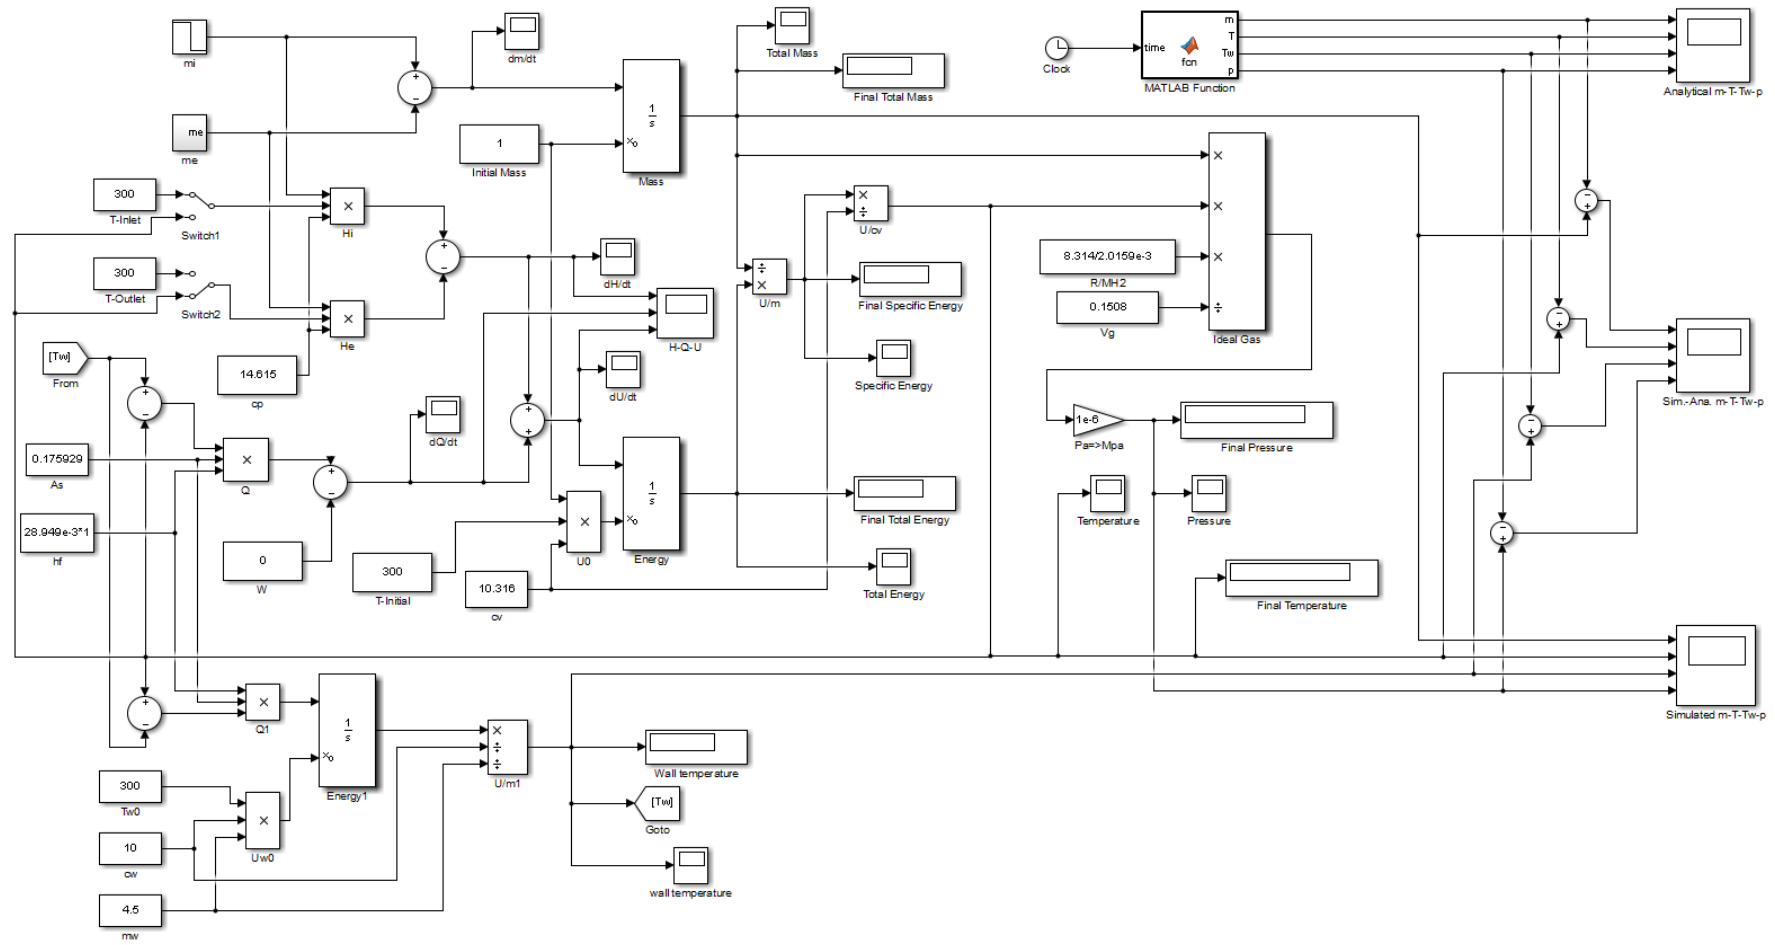 mi
dm/dt
Total Mass
Final Total Mass
Clock
time
fcn
m
T
Tw
p
MATLAB Function
Analytical m-T-Tw-p
me
me
1
Initial Mass
1
s
xo
Mass
300
T-Inlet
Switch1
Hi
300
T-Outlet
Switch2
He
dH/dt
H-Q-U
U/cv
U/m
Final Specific Energy
Specific Energy
8.314/2.0159e-3
R/MH2
0.1508
Vg
Ideal Gas
[Tw]
From
14.615
cp
dU/dt
dQ/dt
1e-6
Pa=>Mpa
Final Pressure
Sim.-Ana. m-T-Tw-p
0.175929
As
Q
28.949e-3*1
hf
0
W
300
T-Initial
10.316
cv
U0
1
s
xo
Energy
Final Total Energy
Total Energy
Temperature
Pressure
Final Temperature
Simulated m-T-Tw-p
Q1
1
s
xo
Energy1
U/m1
Wall temperature
[Tw]
Goto
wall temperature
300
Tw0
10
cw
Uw0
4.5
mw